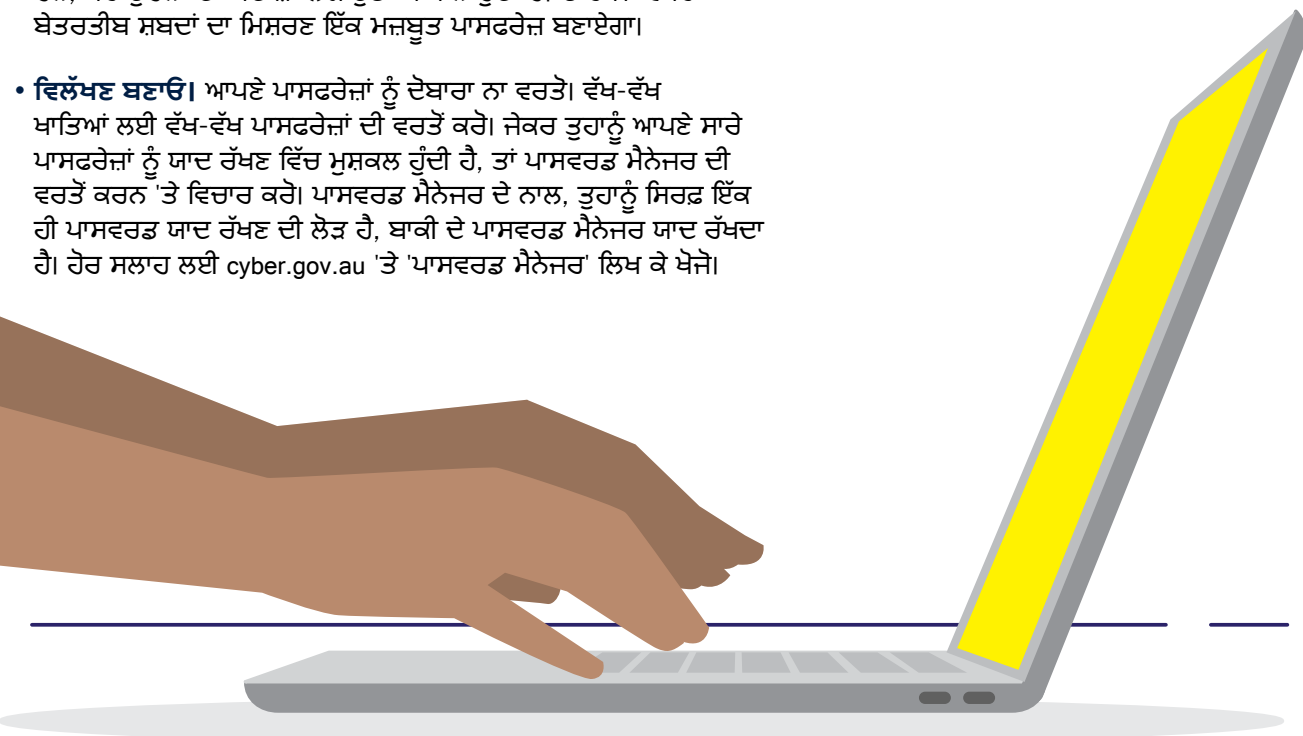 ਬੇਤਰਤੀਬ ਸ਼ਬਦਾਂ ਦਾ ਮਿਸ਼ਰਣ ਇੱਕ ਮਜ਼ਬੂਤ ਪਾਸਫਰੇਜ਼ ਬਣਾਏਗਾ।
• ਵਿਲੱਖਣ ਬਣਾਓ। ਆਪਣੇ ਪਾਸਫਰੇਜ਼ਾਂ ਨੂੰ ਦੋਬਾਰਾ ਨਾ ਵਰਤੋ। ਵੱਖ-ਵੱਖ
ਖਾਤਿਆਂ ਲਈ ਵੱਖ-ਵੱਖ ਪਾਸਫਰੇਜ਼ਾਂ ਦੀ ਵਰਤੋਂ ਕਰੋ। ਜੇਕਰ ਤੁਹਾਨੂੰ ਆਪਣੇ ਸਾਰੇ
ਪਾਸਫਰੇਜ਼ਾਂ ਨੂੰ ਯਾਦ ਰੱਖਣ ਵਿੱਚ ਮੁਸ਼ਕਲ ਹੁੰਦੀ ਹੈ, ਤਾਂ ਪਾਸਵਰਡ ਮੈਨੇਜਰ ਦੀ
ਵਰਤੋਂ ਕਰਨ 'ਤੇ ਵਿਚਾਰ ਕਰੋ। ਪਾਸਵਰਡ ਮੈਨੇਜਰ ਦੇ ਨਾਲ, ਤੁਹਾਨੂੰ ਸਿਰਫ਼ ਇੱਕ
ਹੀ ਪਾਸਵਰਡ ਯਾਦ ਰੱਖਣ ਦੀ ਲੋੜ ਹੈ, ਬਾਕੀ ਦੇ ਪਾਸਵਰਡ ਮੈਨੇਜਰ ਯਾਦ ਰੱਖਦਾ
ਹੈ। ਹੋਰ ਸਲਾਹ ਲਈ cyber.gov.au 'ਤੇ 'ਪਾਸਵਰਡ ਮੈਨੇਜਰ' ਲਿਖ ਕੇ ਖੋਜੋ।